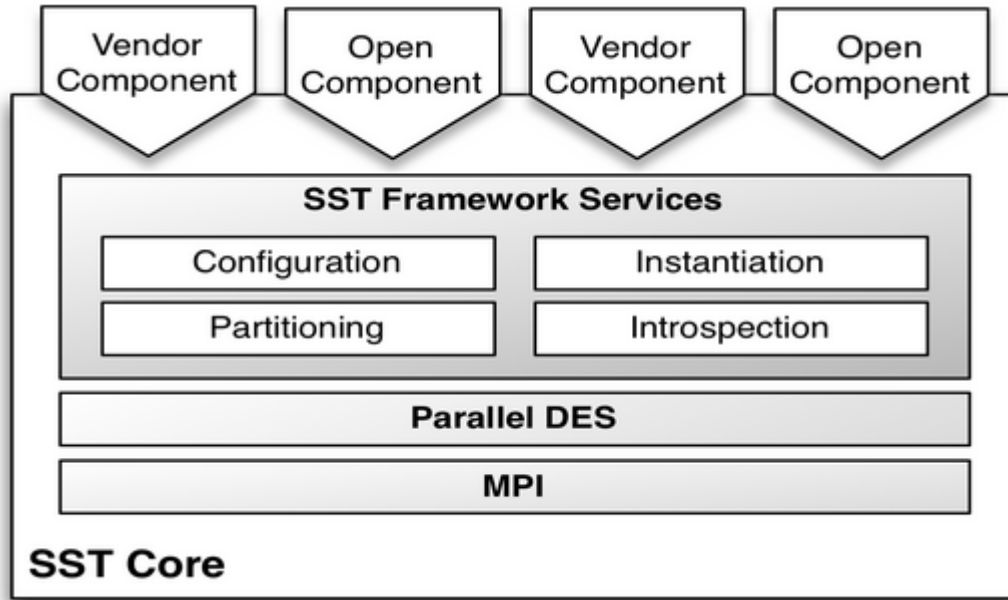 Vendor
Component
Open
Component
Vendor
Component
Open
Component
SST Framework Services
Configuration
Instantiation
Partitioning
Introspection
Parallel DES
MPI
SST Core